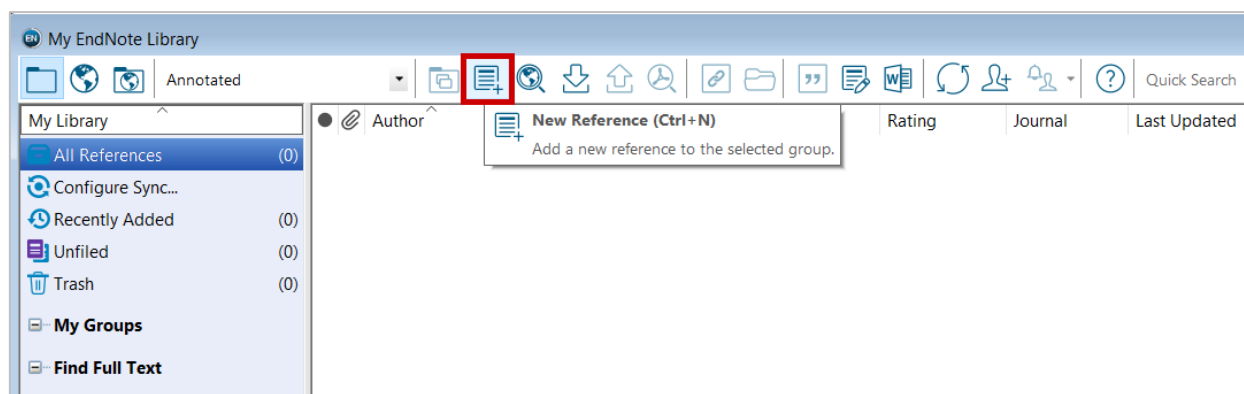 EN My EndNote Library
Annotated
Quick Search
My Library
Author
Rating
Journal
Last Updated
New Reference (Ctrl+N)
Add a new reference to the selected group.
All References (0)
Configure Sync...
Recently Added (0)
Unfiled (0)
Trash (0)
My Groups
Find Full Text